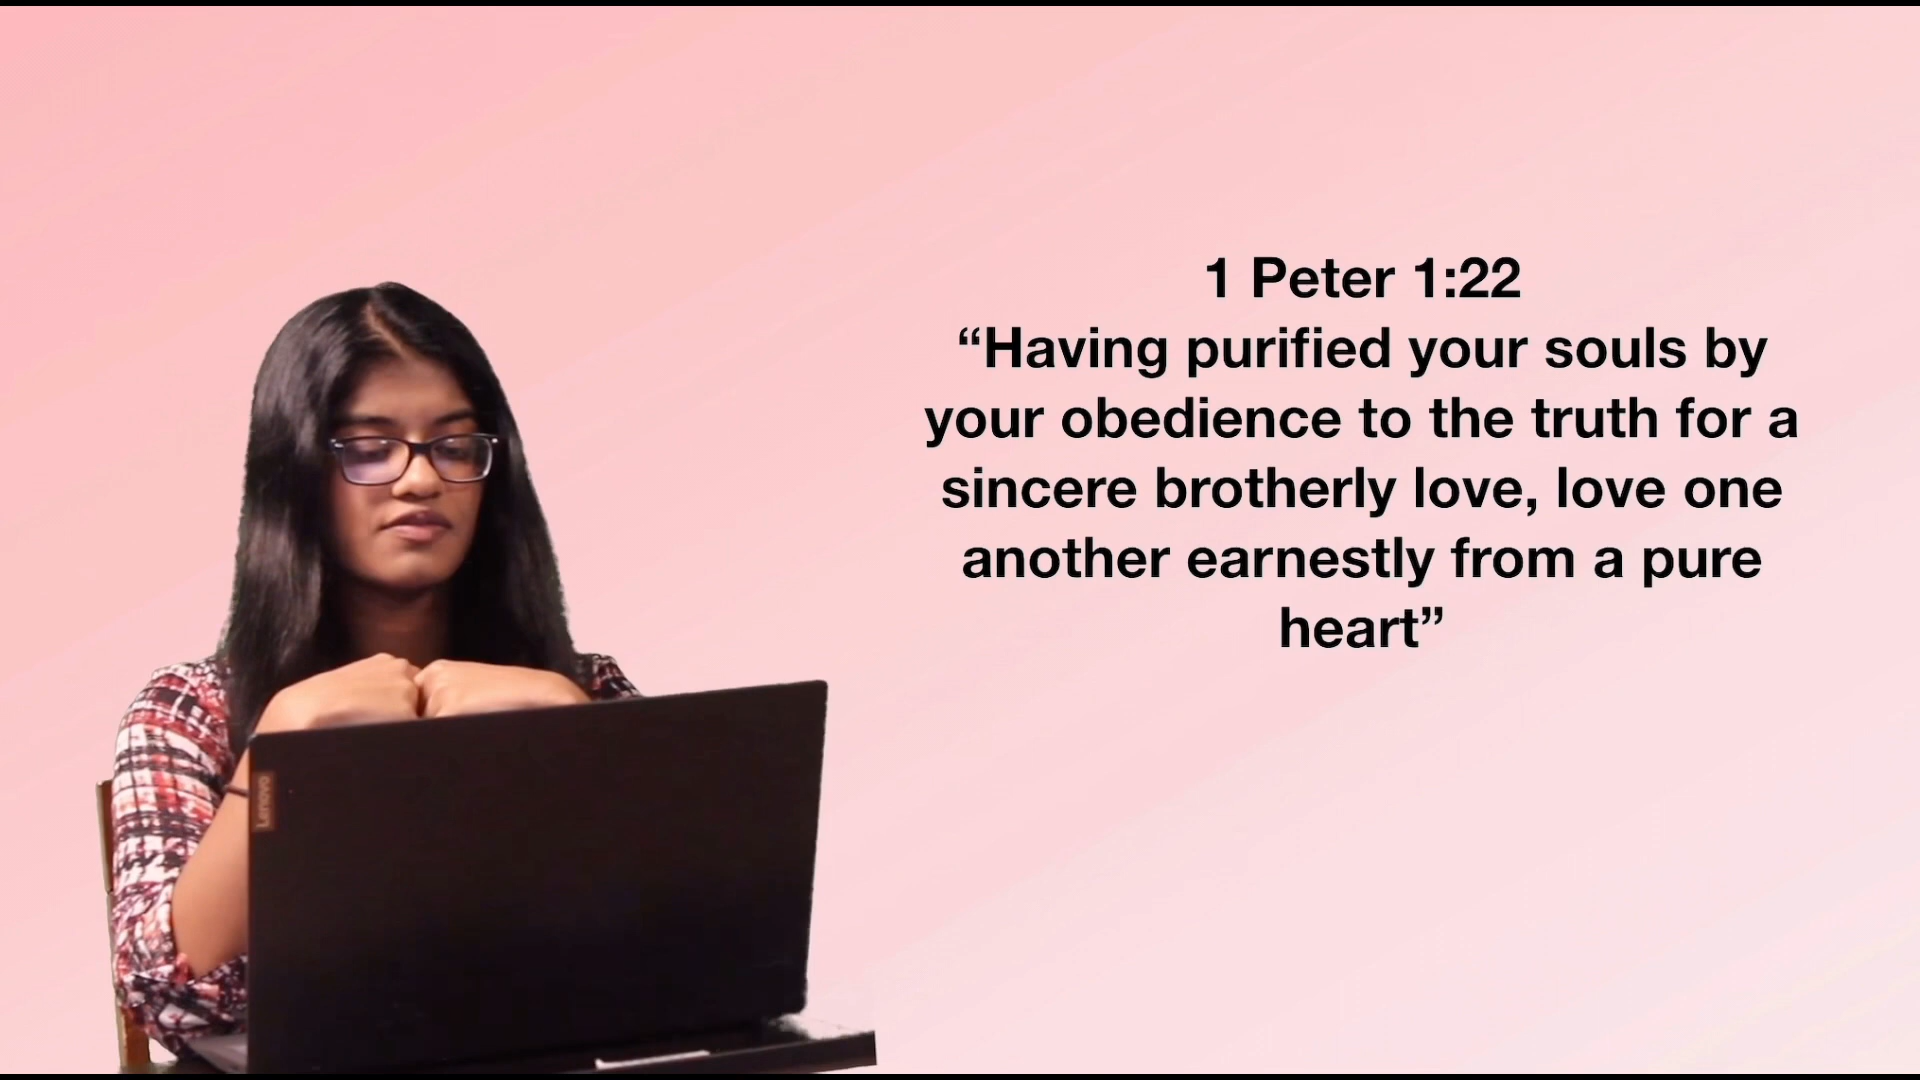 1 Peter 1:22
“Having purified your souls by
your obedience to the truth for a
sincere brotherly love, love one
another earnestly from a pure
heart”
Lenovo